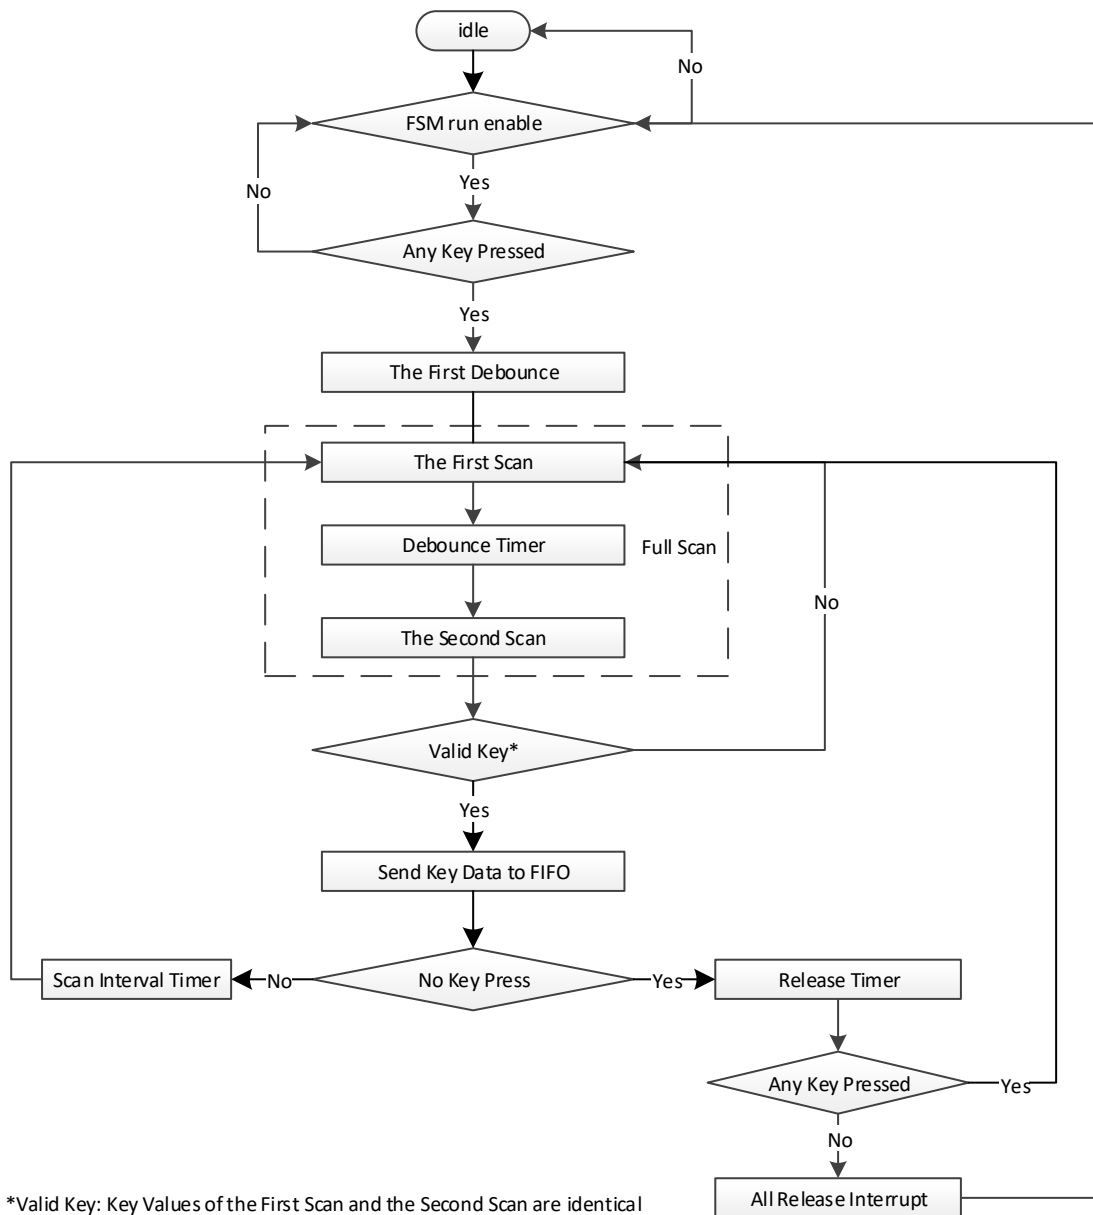 idle
No
FSM run enable
Yes
No
Any Key Pressed
Yes
The First Debounce
The First Scan
Debounce Timer
Full Scan
No
The Second Scan
Valid Key*
Yes
Send Key Data to FIFO
Scan Interval Timer
No
No Key Press
Yes
Release Timer
Any Key Pressed
Yes
No
*Valid Key: Key Values of the First Scan and the Second Scan are identical
All Release Interrupt